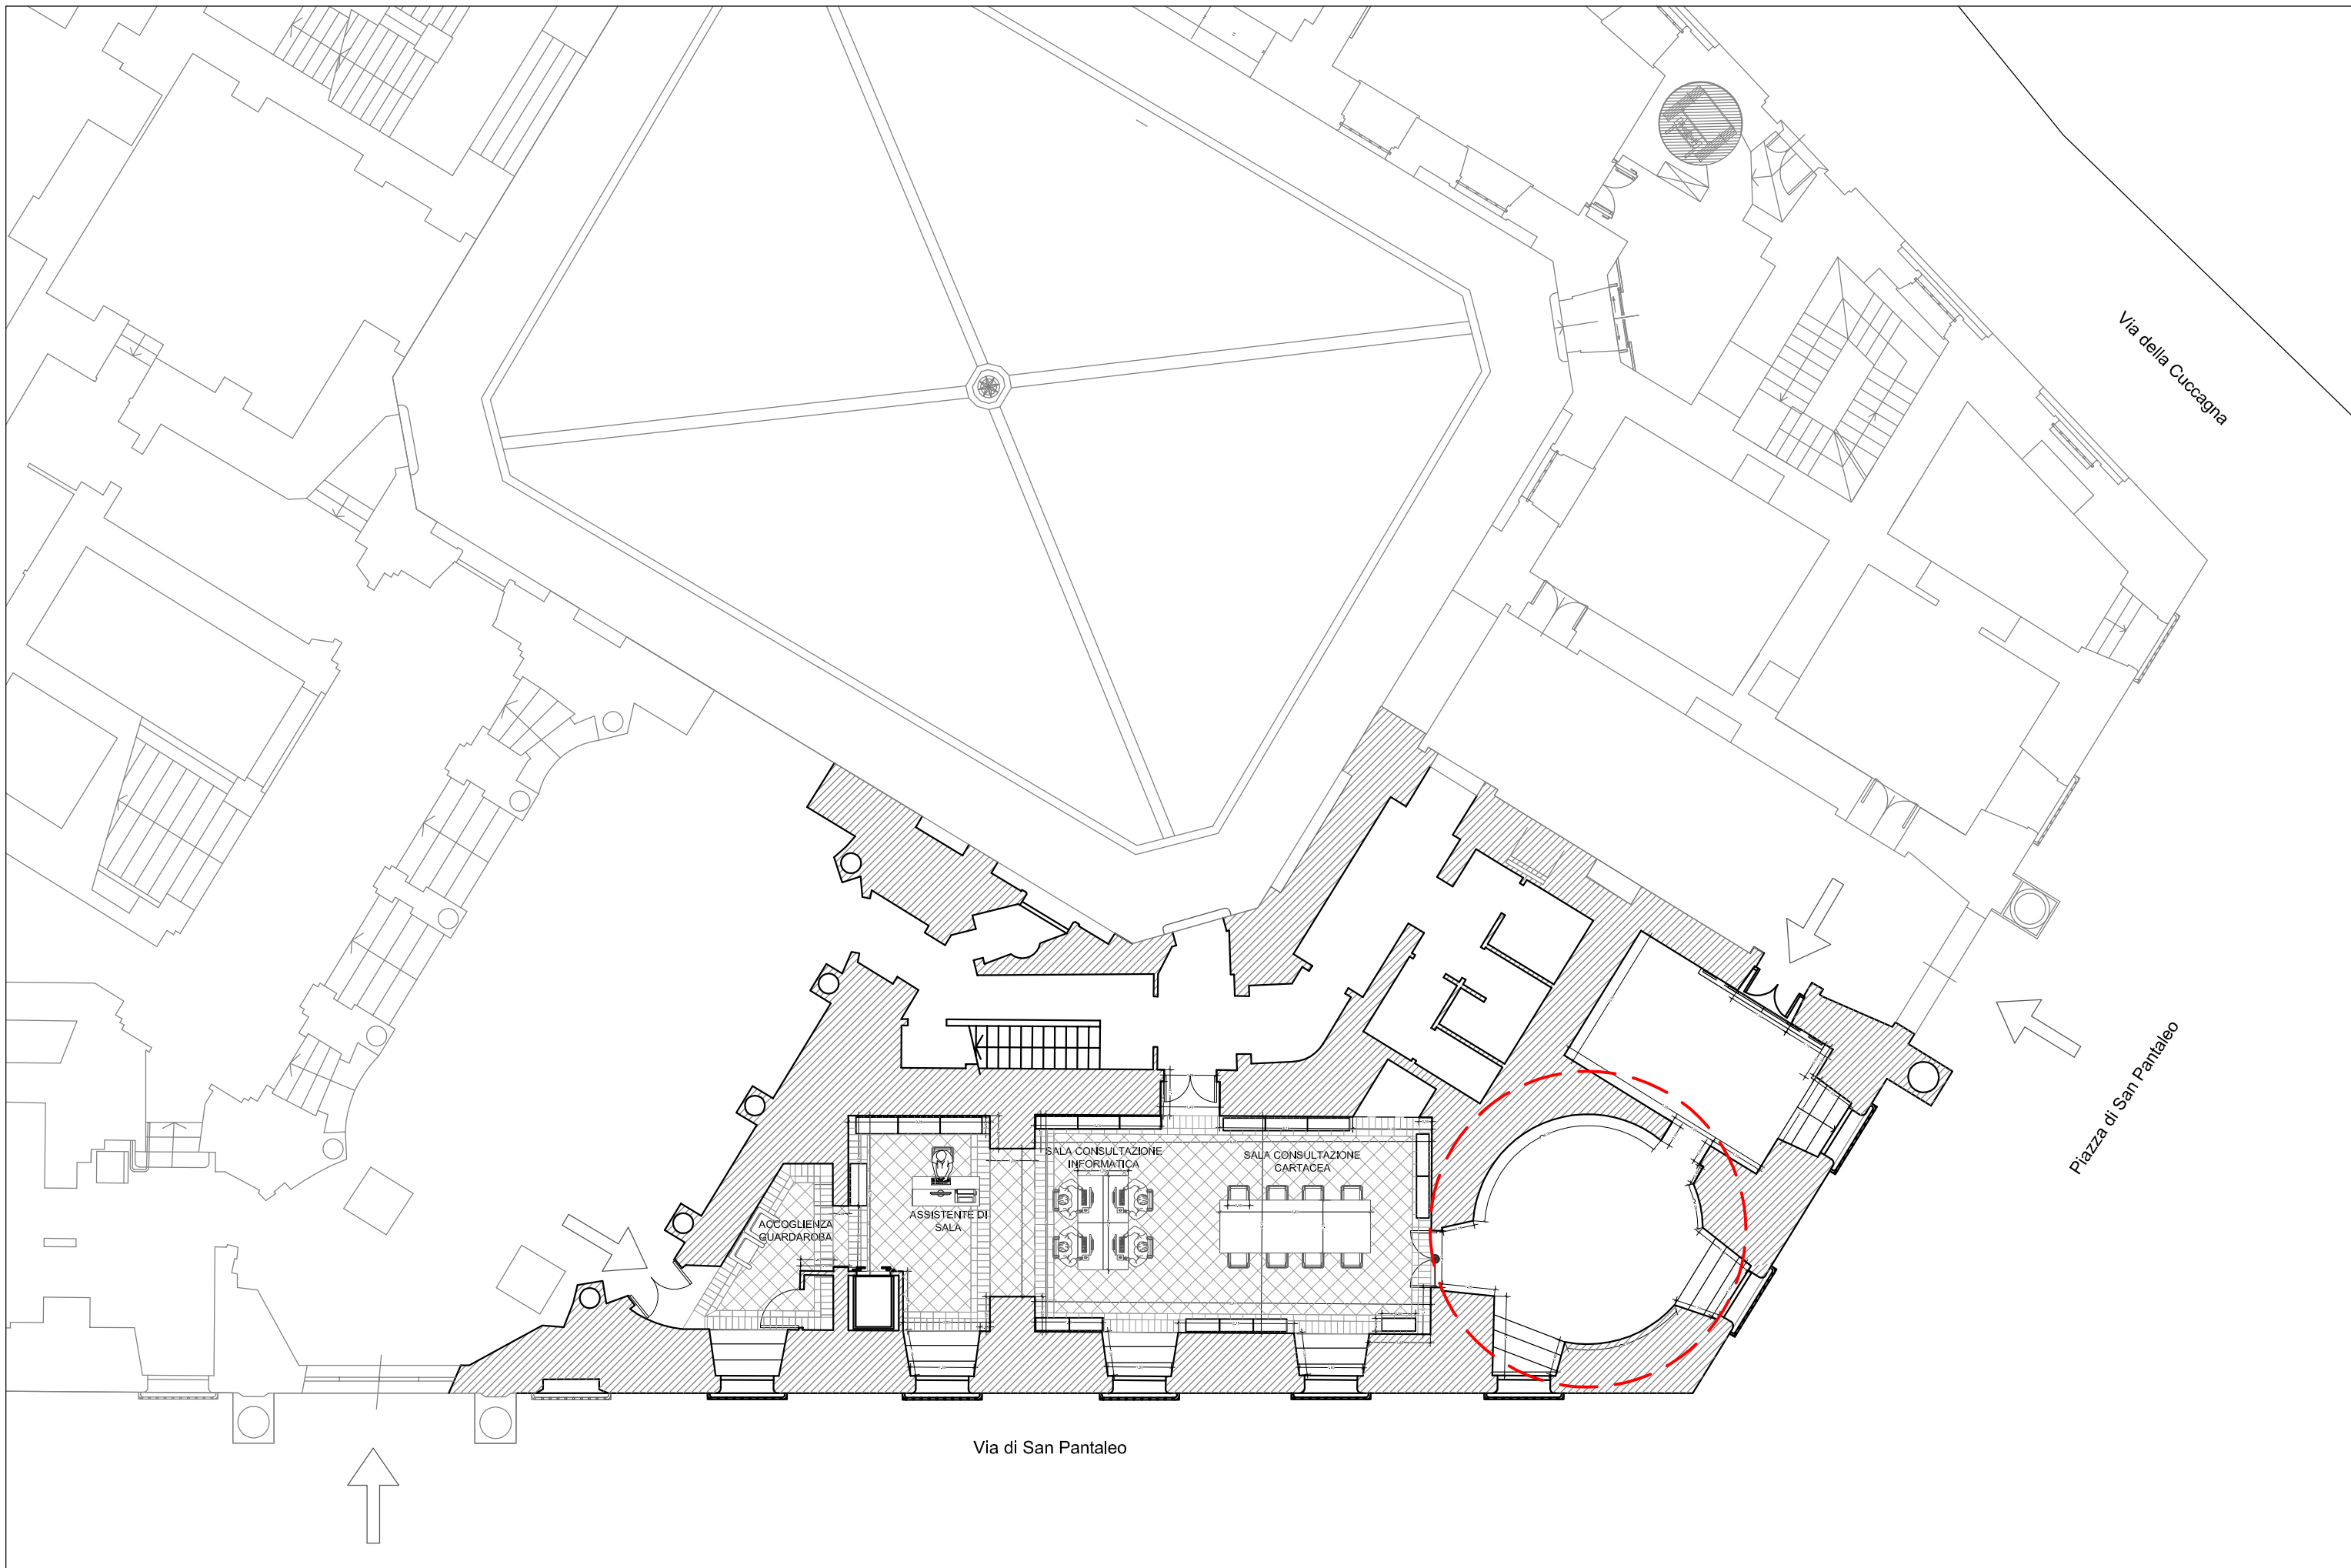 Via della Cuccagna
Piazza di San Pantaleo
SALA CONSULTAZIONE
INFORMATICA
SALA CONSULTAZIONE
CARTACEA
ASSISTENTE DI
SALA
ACCOGLIENZA
GUARDAROBA
Via di San Pantaleo